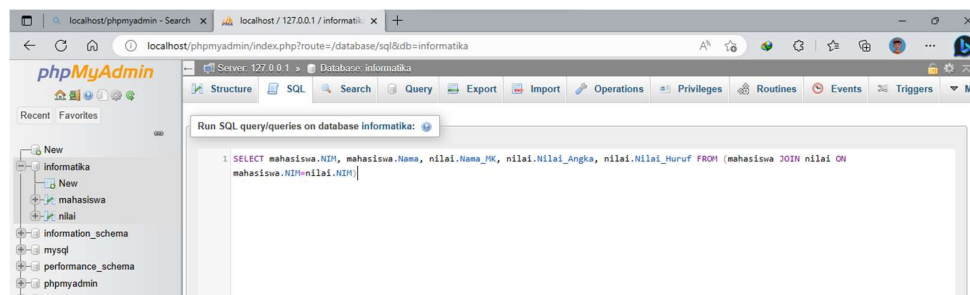 localhost/phpmyadmin - Search
localhost / 127.0.0.1 / informatik
localhost/phpmyadmin/index.php?route=/database/sql&db=informatika
phpMyAdmin
Recent Favorites
New
informatika
New
mahasiswa
nilai
information_schema
mysql
performance_schema
phpmyadmin
Server: 127.0.0.1 » Database: informatika
Structure SQL Search Query Export Import Operations Privileges Routines Events Triggers M
Run SQL query/queries on database informatika:
1 SELECT mahasiswa.NIM, mahasiswa.Nama, nilai.Nama_MK, nilai.Nilai_Angka, nilai.Nilai_Huruf FROM (mahasiswa JOIN nilai ON
mahasiswa.NIM=nilai.NIM)